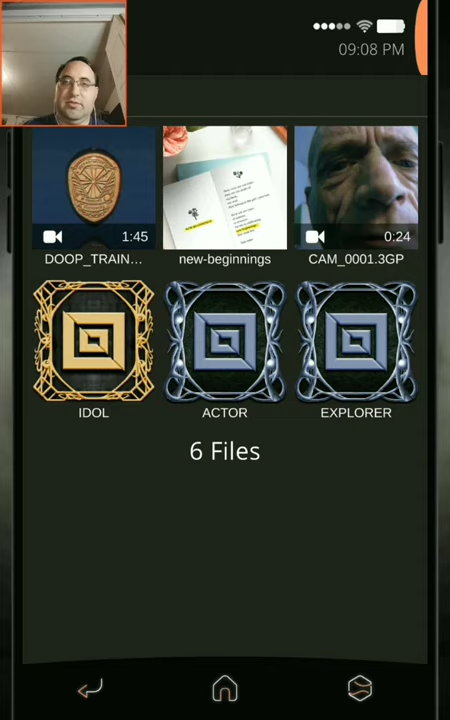 09:08 PM
1:45
0:24
DOOP_TRAIN...
new-beginnings
CAM_0001.3GP
IDOL
ACTOR
EXPLORER
6 Files